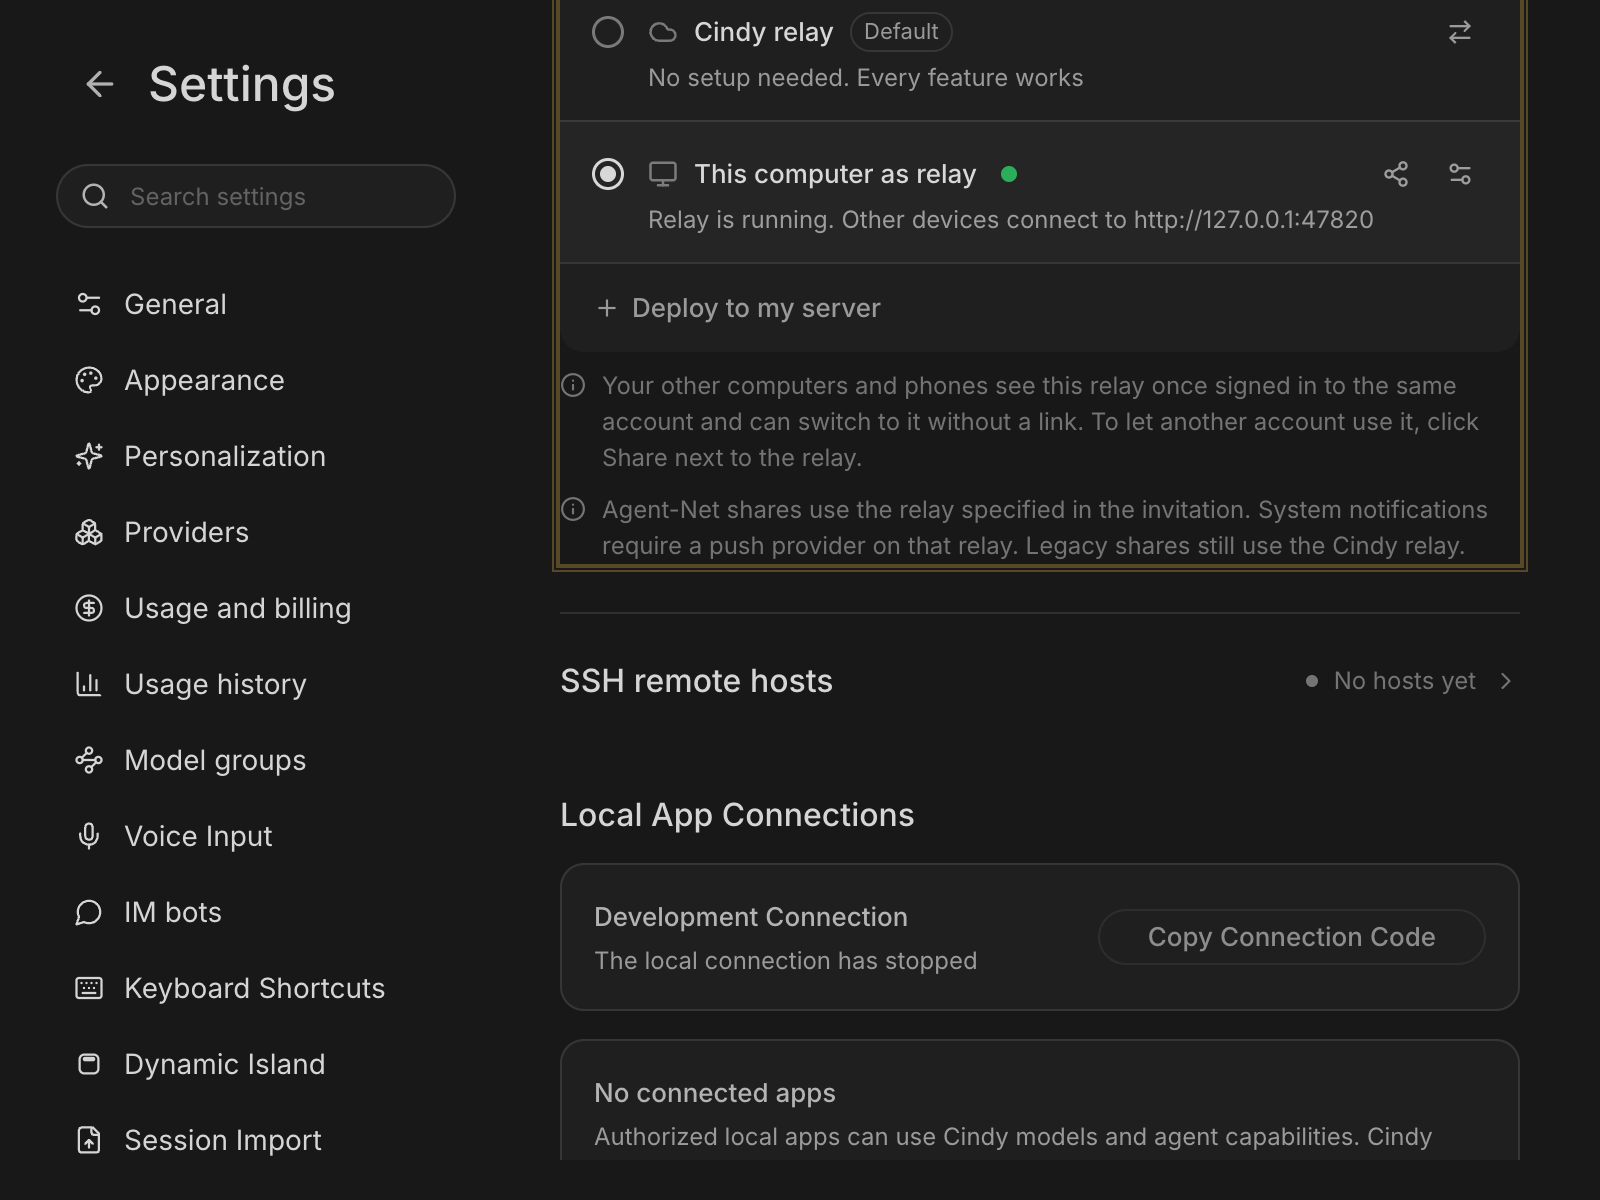 Settings
Search settings
General
Appearance
Personalization
Providers
Usage and billing
Usage history
Model groups
Voice Input
IM bots
Keyboard Shortcuts
Dynamic Island
Session Import
Cindy relay Default
No setup needed. Every feature works
This computer as relay
Relay is running. Other devices connect to http://127.0.0.1:47820
Deploy to my server
Your other computers and phones see this relay once signed in to the same
account and can switch to it without a link. To let another account use it, click
Share next to the relay.
Agent-Net shares use the relay specified in the invitation. System notifications
require a push provider on that relay. Legacy shares still use the Cindy relay.
SSH remote hosts
No hosts yet
Local App Connections
Development Connection
The local connection has stopped
Copy Connection Code
No connected apps
Authorized local apps can use Cindy models and agent capabilities. Cindy